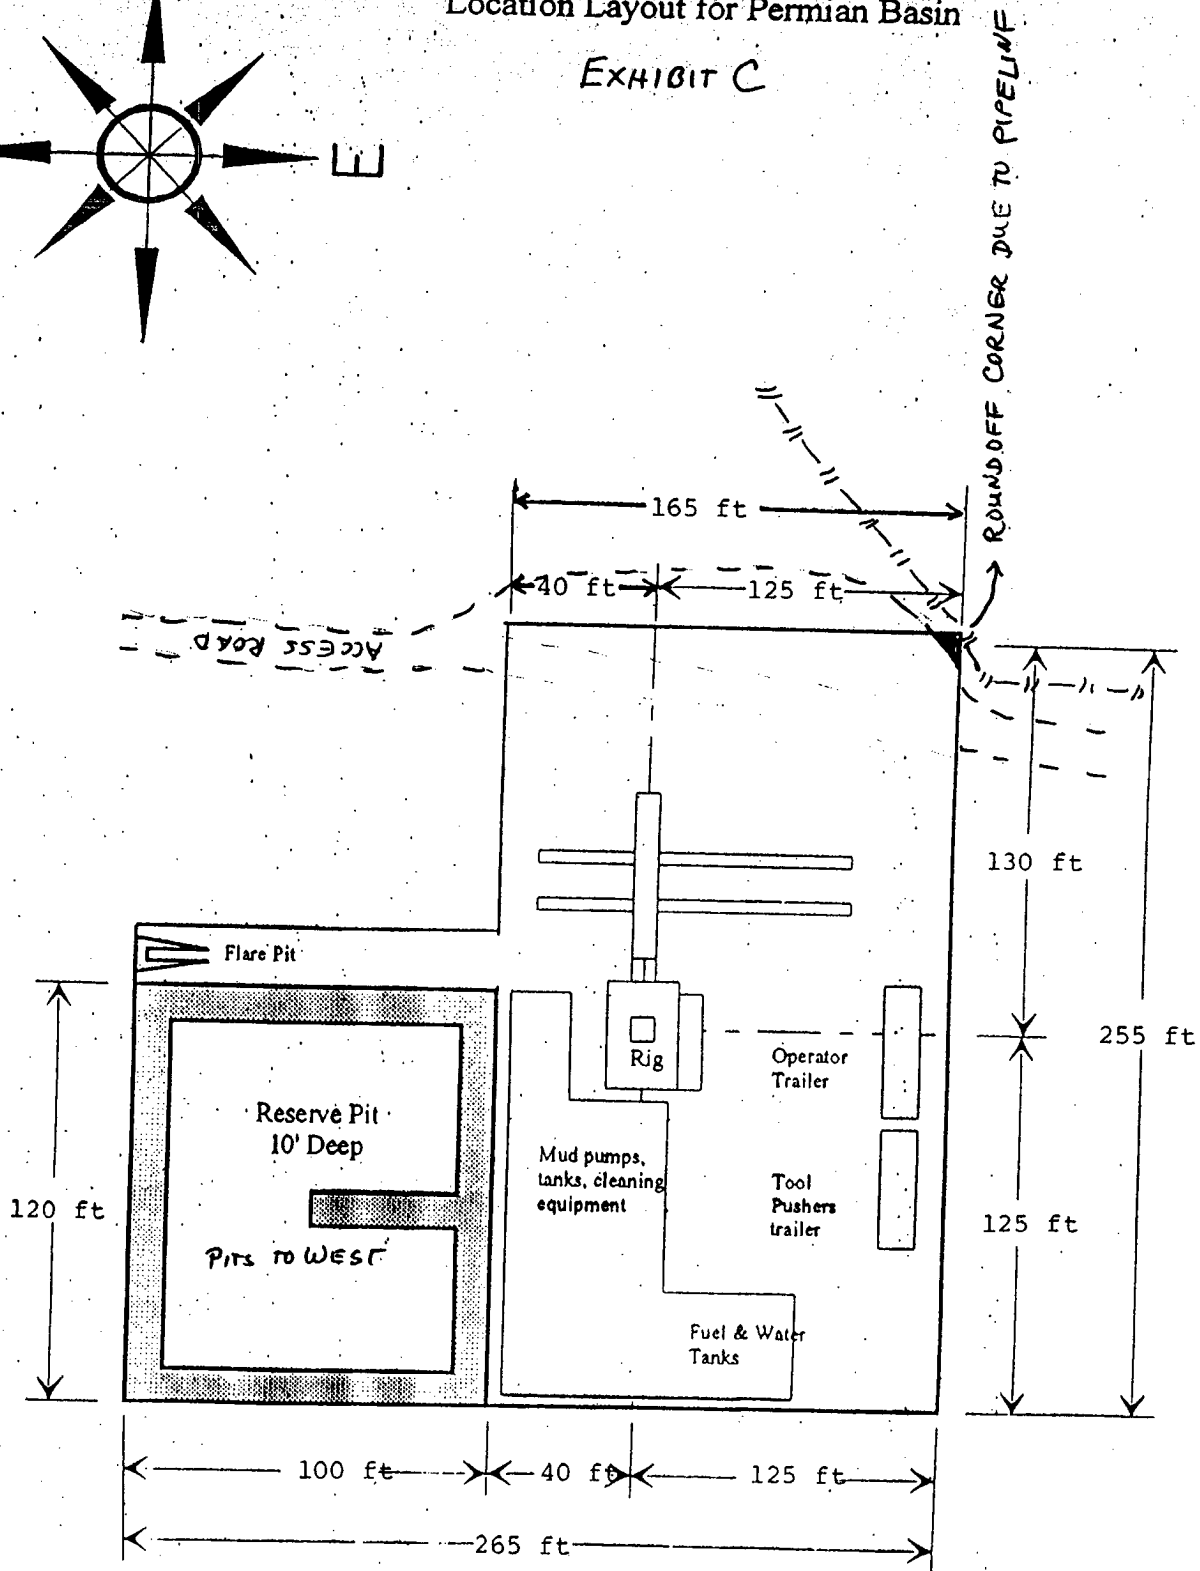 Location Layout for Permian Basin
EXHIBIT C
E
ROUND OFF CORNER DUE TO PIPELINE
165 ft
40 ft
125 ft
ACCESS ROAD
130 ft
255 ft
Flare Pit
Rig
Operator
Trailer
Reserve Pit
10' Deep
Mud pumps,
tanks, cleaning
equipment
Tool
Pushers
trailer
120 ft
125 ft
PITS TO WEST
Fuel & Water
Tanks
100 ft
40 ft
125 ft
265 ft